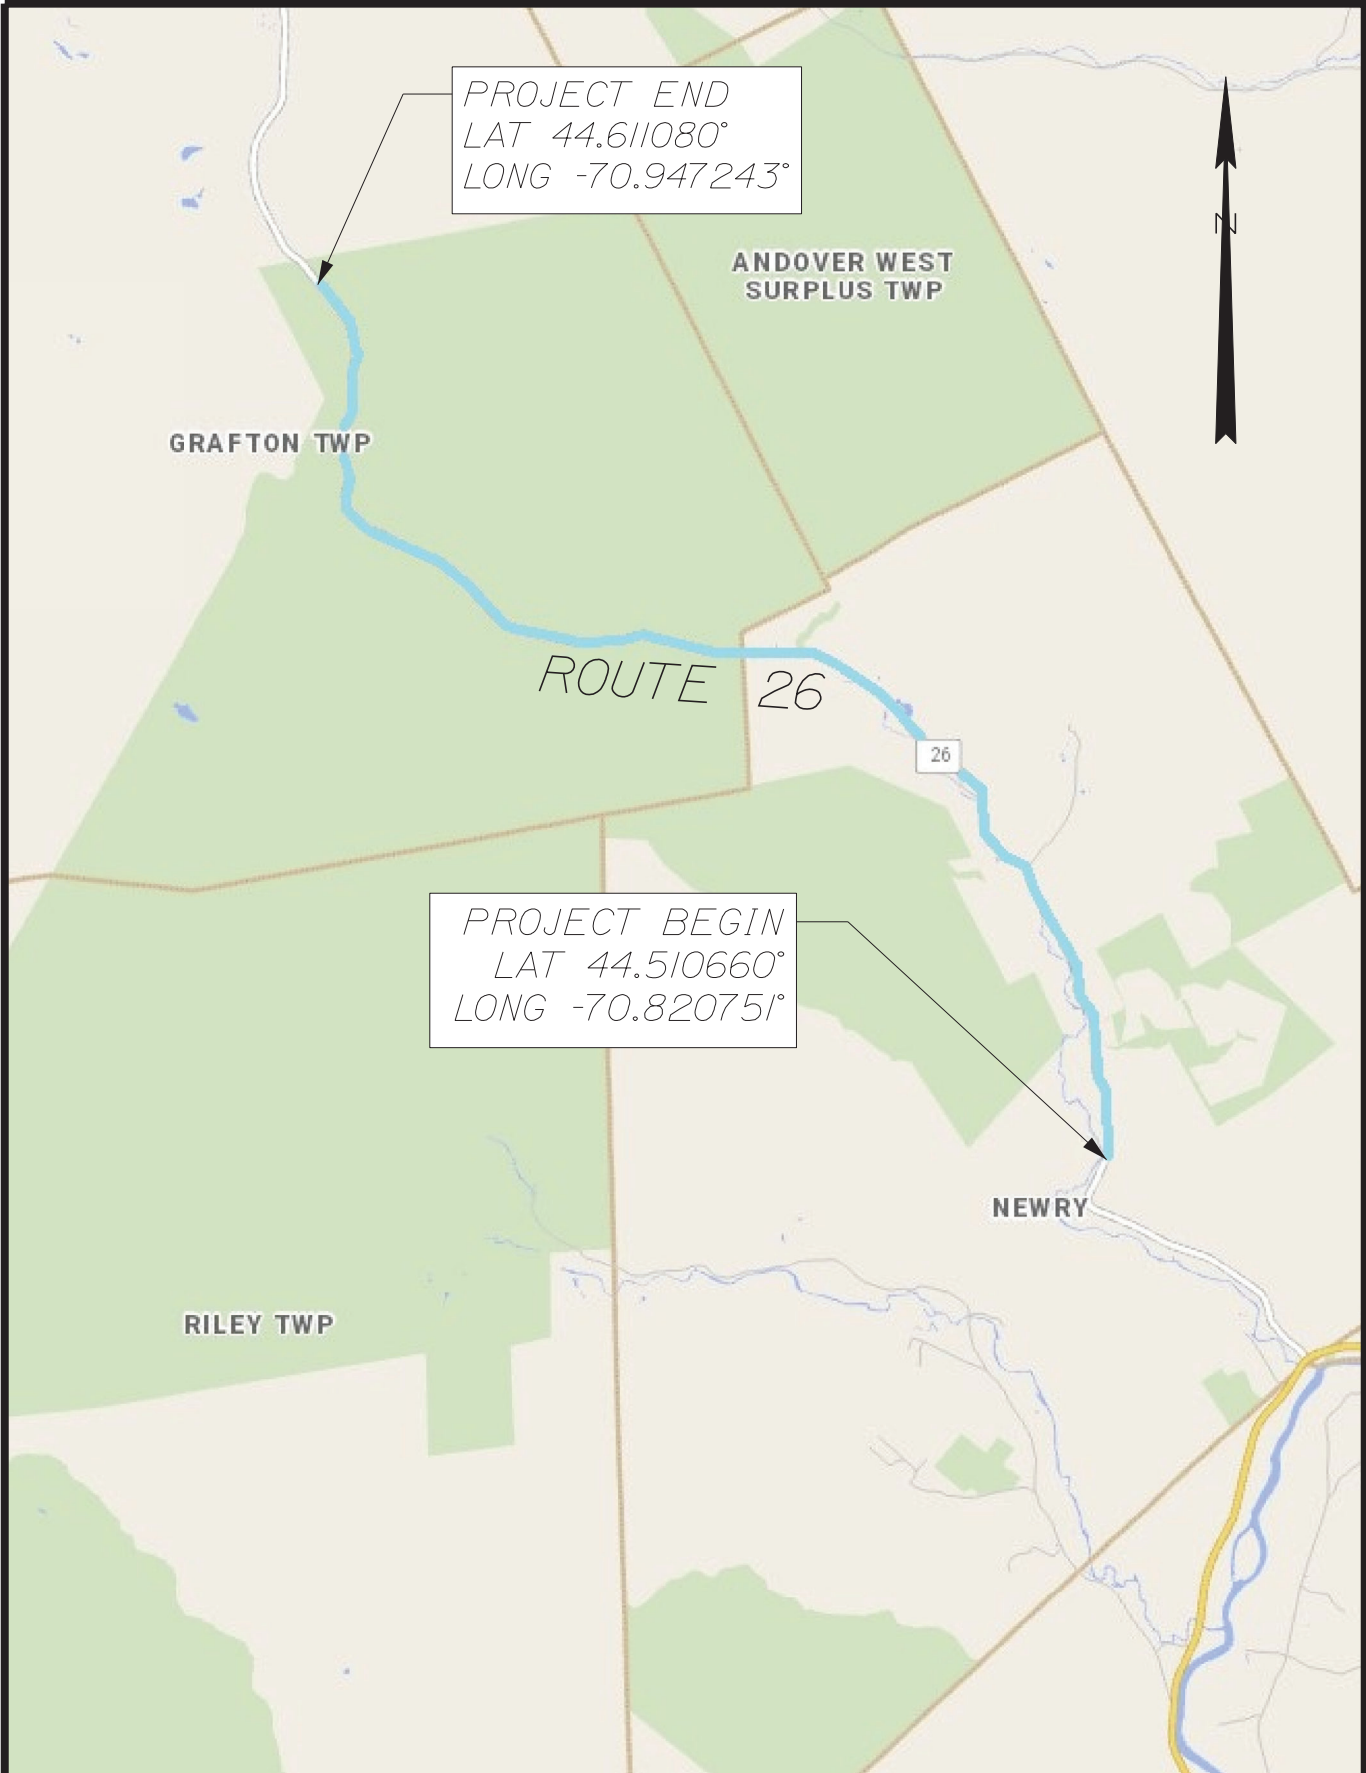 PROJECT END
LAT 44.611080°
LONG -70.947243°
N
ANDOVER WEST
SURPLUS TWP
GRAFTON TWP
ROUTE 26
26
PROJECT BEGIN
LAT 44.510660°
LONG -70.820751°
NEWRY
RILEY TWP